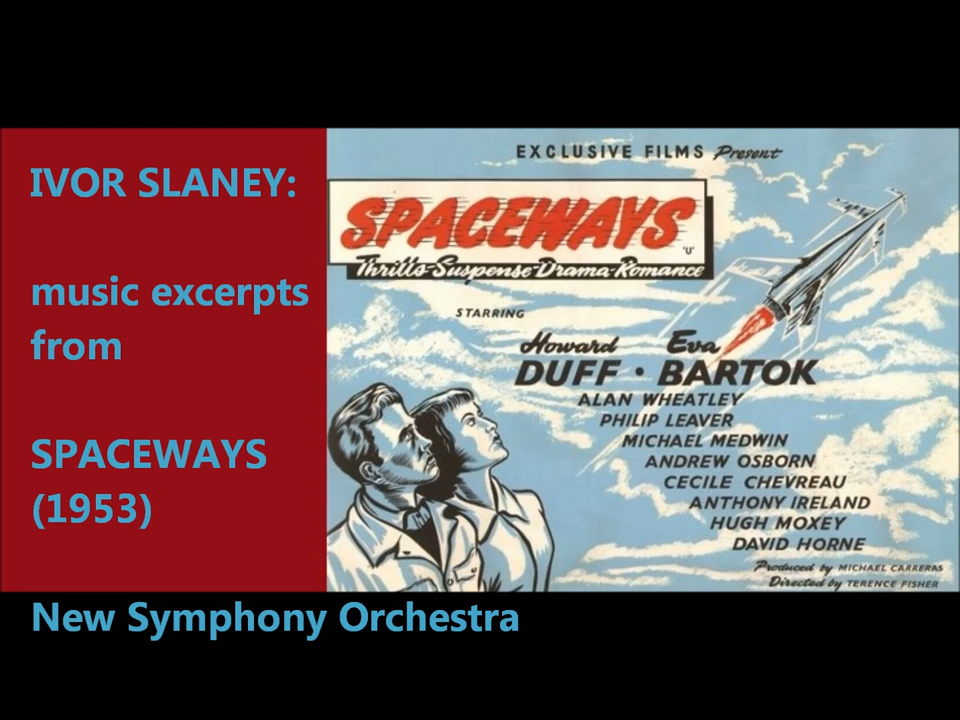 IVOR SLANEY:
music excerpts
from
SPACEWAYS
(1953)
New Symphony Orchestra
EXCLUSIVE FILMS Present
SPACEWAYS
"U"
Thrills-Suspense-Drama-Romance
STARRING
Howard Eva
DUFF • BARTOK
ALAN WHEATLEY
PHILIP LEAVER
MICHAEL MEDWIN
ANDREW OSBORN
CECILE CHEVREAU
ANTHONY IRELAND
HUGH MOXEY
DAVID HORNE
Produced by MICHAEL CARRERAS
Directed by TERENCE FISHER